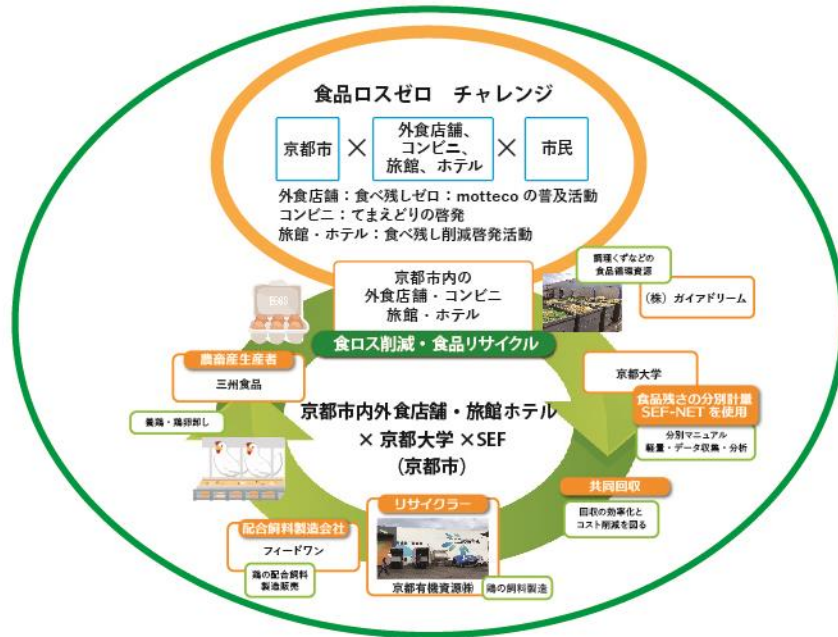 食品ロスゼロ　チャレンジ
京都市 × 外食店舗、
コンビニ、
旅館、ホテル × 市民
外食店舗：食べ残しゼロ：mottecoの普及活動
コンビニ：てまえどりの啓発
旅館・ホテル：食べ残し削減啓発活動
京都市内の
外食店舗・コンビニ
旅館・ホテル
食ロス削減・食品リサイクル
調理くずなどの
食品循環資源
（株）ガイアドリーム
京都大学
食品残さの分別計量
SEF-NETを使用
分別マニュアル
軽量・データ収集・分析
共同回収
回収の効率化と
コスト削減を図る
リサイクラー
京都有機資源㈱
鶏の飼料製造
配合飼料製造会社
フィードワン
鶏の配合飼料
製造販売
養鶏・鶏卵卸し
農畜産生産者
三州食品
EGGS
京都市内外食店舗・旅館ホテル
× 京都大学 ×SEF
（京都市）